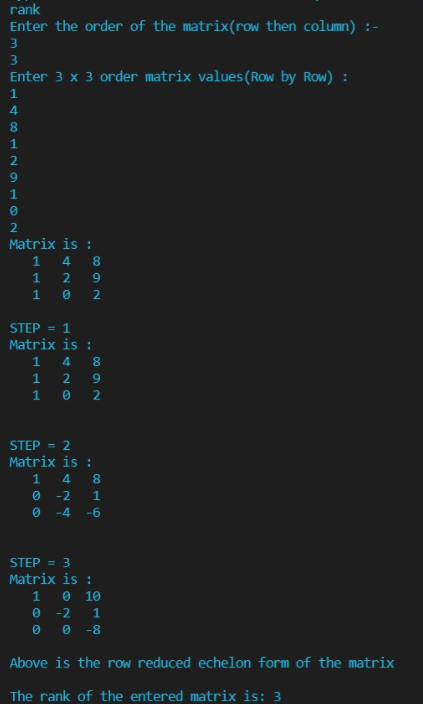 rank
Enter the order of the matrix(row then column) :-
3
3
Enter 3 x 3 order matrix values(Row by Row) :
1
4
8
1
2
9
1
0
2
Matrix is :
1 4 8
1 2 9
1 0 2
STEP = 1
Matrix is :
1 4 8
1 2 9
1 0 2
STEP = 2
Matrix is :
1 4 8
0 -2 1
0 -4 -6
STEP = 3
Matrix is :
1 0 10
0 -2 1
0 0 -8
Above is the row reduced echelon form of the matrix
The rank of the entered matrix is: 3